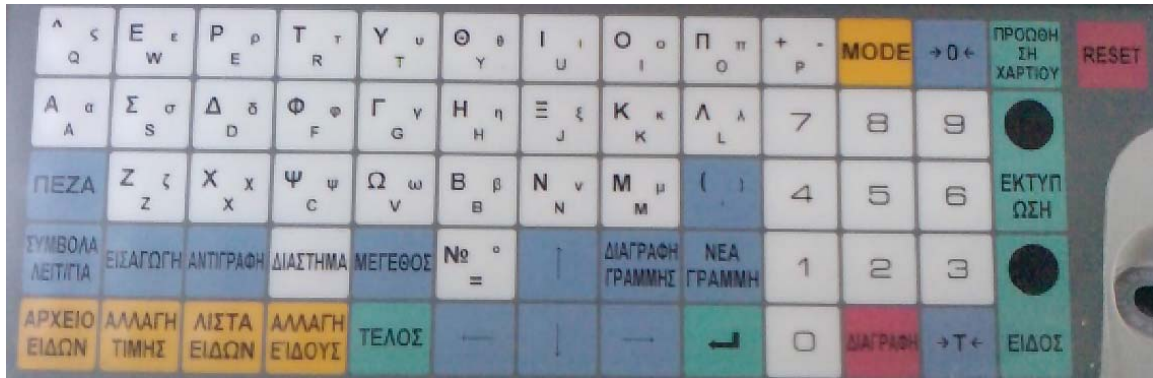 ^ ς Ε ε Ρ ρ Τ τ Υ υ Θ θ Ι ι Ο ο Π π + - MODE →0← ΠΡΟΩΘΗ
ΣΗ
ΧΑΡΤΙΟΥ RESET
Q W E R T Y U I O P
Α α Σ σ Δ δ Φ φ Γ γ Η η Ξ ξ Κ κ Λ λ 7 8 9
A S D F G H J K L
ΠΕΖΑ Ζ ζ Χ χ Ψ ψ Ω ω Β β Ν ν Μ μ ( ) 4 5 6 ΕΚΤΥΠ
ΩΣΗ
Z X C V B N M ,
ΣΥΜΒΟΛΑ
ΛΕΙΤ/ΓΙΑ ΕΙΣΑΓΩΓΗ ΑΝΤΙΓΡΑΦΗ ΔΙΑΣΤΗΜΑ ΜΕΓΕΘΟΣ № ° ↑ ΔΙΑΓΡΑΦΗ
ΓΡΑΜΜΗΣ ΝΕΑ
ΓΡΑΜΜΗ 1 2 3
=
ΑΡΧΕΙΟ
ΕΙΔΩΝ ΑΛΛΑΓΗ
ΤΙΜΗΣ ΛΙΣΤΑ
ΕΙΔΩΝ ΑΛΛΑΓΗ
ΕΙΔΟΥΣ ΤΕΛΟΣ ← ↓ → ↵ 0 ΔΙΑΓΡΑΦΗ →T← ΕΙΔΟΣ